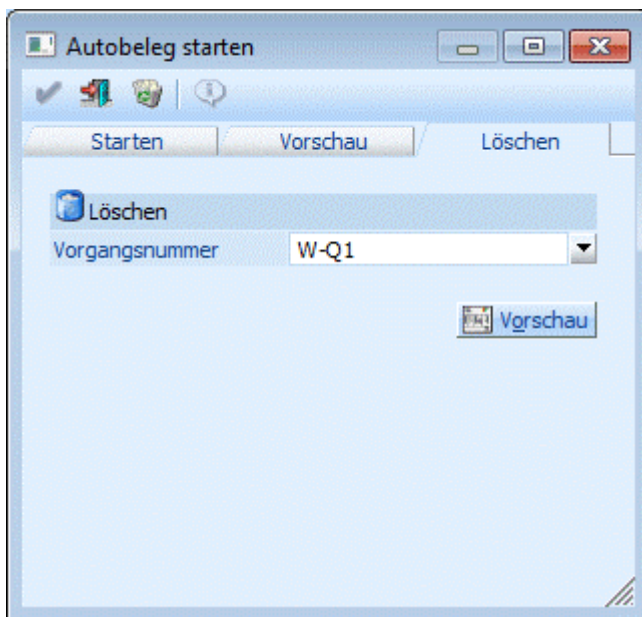 Autobeleg starten
Starten Vorschau Löschen
Löschen
Vorgangsnummer W-Q1
Vorschau